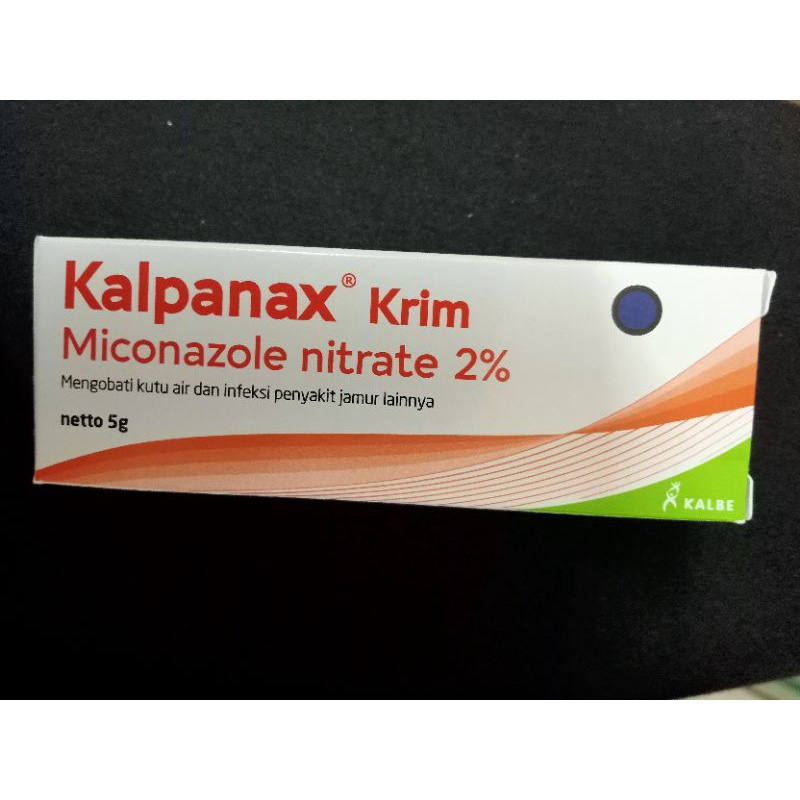 Kalpanax® Krim
Miconazole nitrate 2%
Mengobati kutu air dan infeksi penyakit jamur lainnya
netto 5g
KALBE